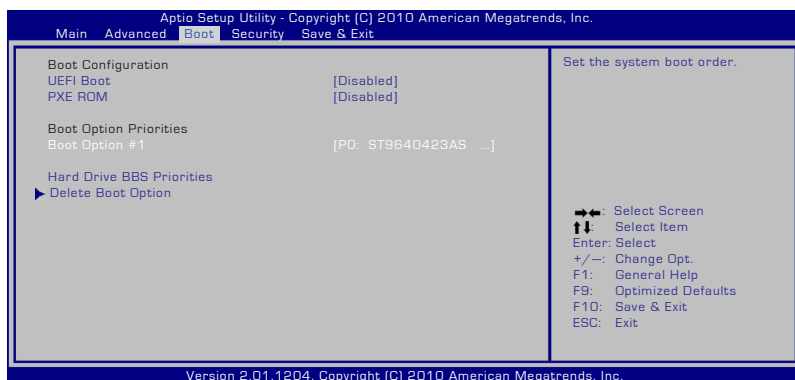 Aptio Setup Utility - Copyright (C) 2010 American Megatrends, Inc.
Main Advanced Boot Security Save & Exit
Boot Configuration
UEFI Boot [Disabled]
PXE ROM [Disabled]
Boot Option Priorities
Boot Option #1 [P0: ST9640423AS ...]
Hard Drive BBS Priorities
Delete Boot Option
Set the system boot order.
→←: Select Screen
↑↓: Select Item
Enter: Select
+/—: Change Opt.
F1: General Help
F9: Optimized Defaults
F10: Save & Exit
ESC: Exit
Version 2.01.1204. Copyright (C) 2010 American Megatrends, Inc.